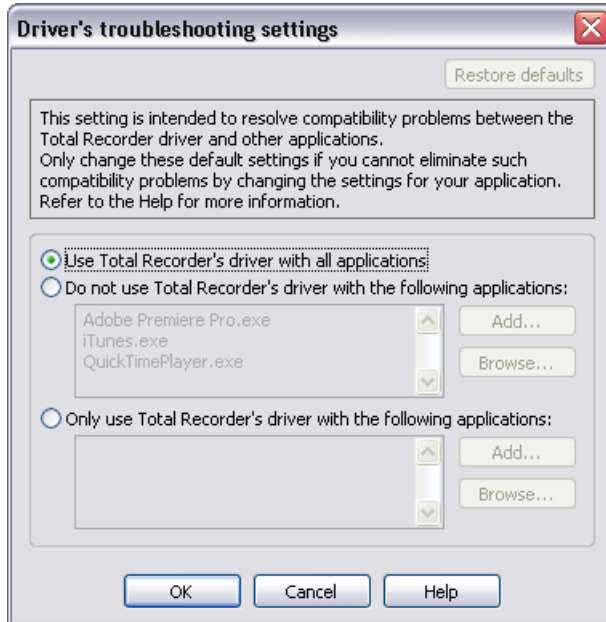 Driver's troubleshooting settings
Restore defaults
This setting is intended to resolve compatibility problems between the
Total Recorder driver and other applications.
Only change these default settings if you cannot eliminate such
compatibility problems by changing the settings for your application.
Refer to the Help for more information.
Use Total Recorder's driver with all applications
Do not use Total Recorder's driver with the following applications:
Adobe Premiere Pro.exe
iTunes.exe
QuickTimePlayer.exe
Add...
Browse...
Only use Total Recorder's driver with the following applications:
Add...
Browse...
OK
Cancel
Help